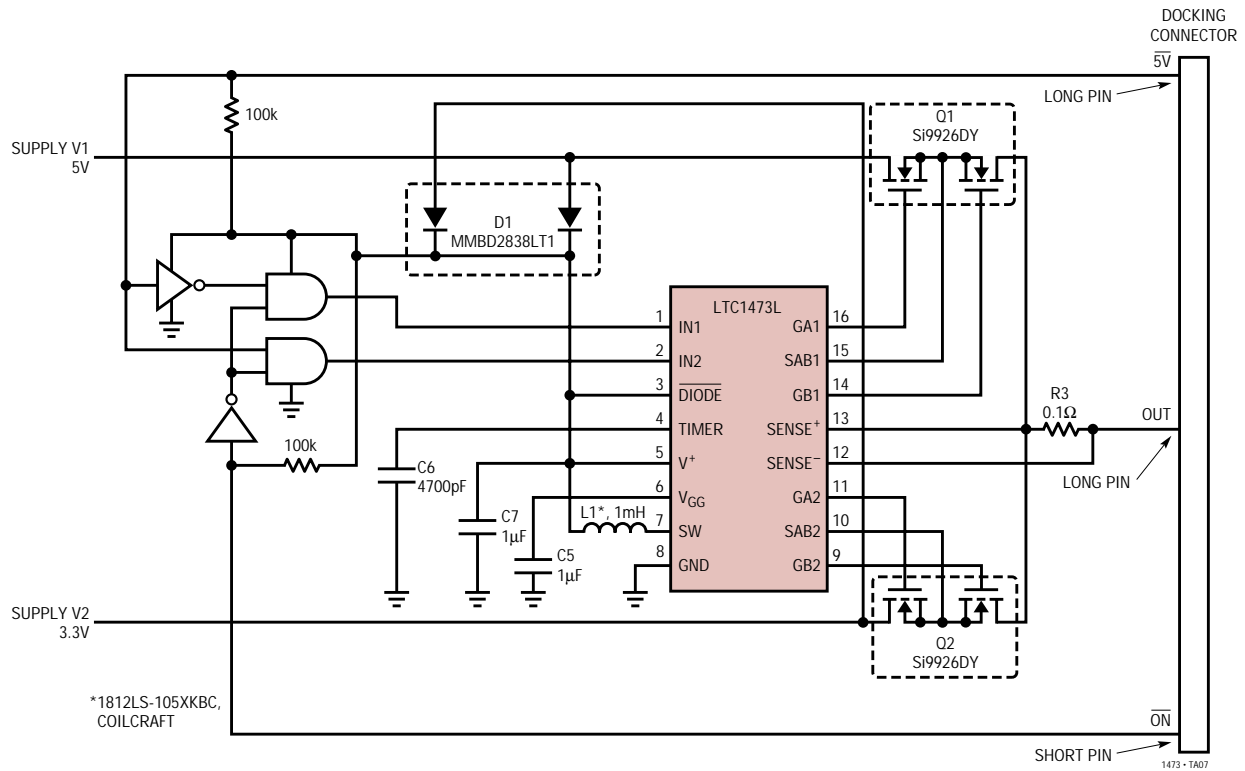 DOCKING
CONNECTOR
5V
LONG PIN
100k
Q1
Si9926DY
SUPPLY V1
5V
D1
MMBD2838LT1
LTC1473L
1 IN1
2 IN2
3 DIODE
4 TIMER
5 V+
6 VGG
7 SW
8 GND
GA1 16
SAB1 15
GB1 14
SENSE+ 13
SENSE– 12
GA2 11
SAB2 10
GB2 9
R3
0.1Ω
OUT
LONG PIN
100k
C6
4700pF
C7
1µF
C5
1µF
L1*, 1mH
SUPPLY V2
3.3V
Q2
Si9926DY
*1812LS-105XKBC,
COILCRAFT
ON
SHORT PIN
1473 • TA07